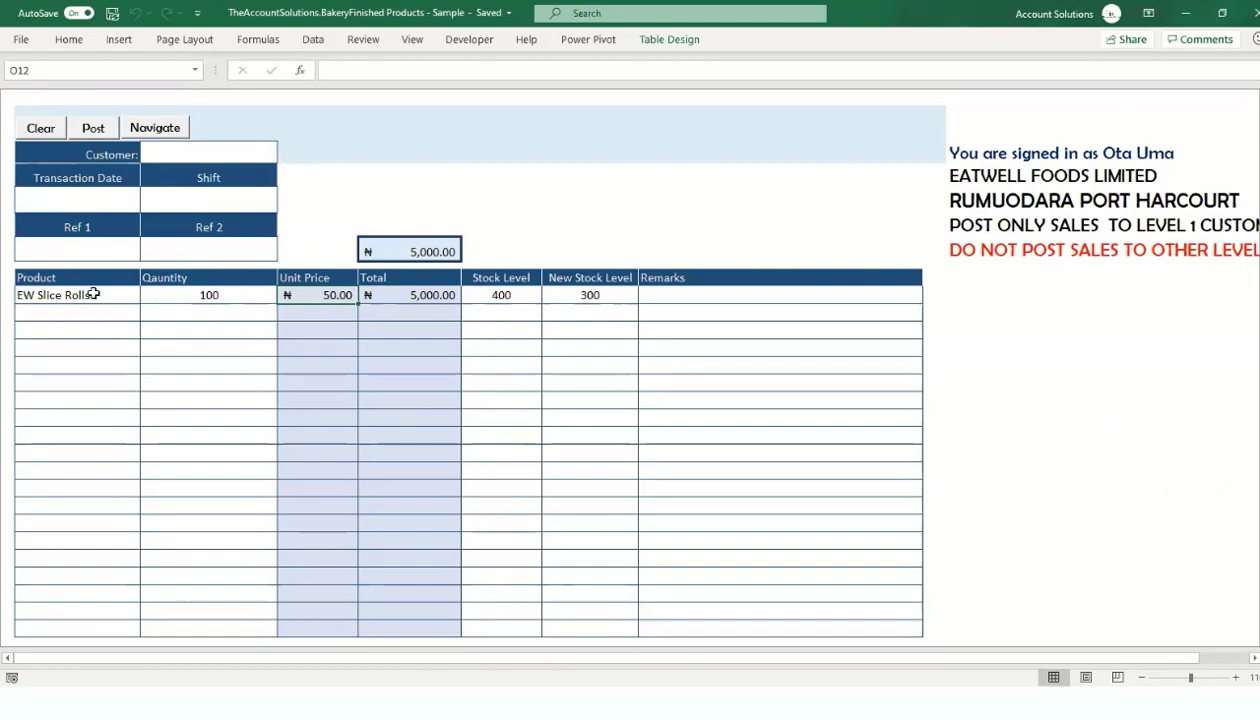 AutoSave On TheAccountSolutions.BakeryFinished Products - Sample - Saved Search Account Solutions
File Home Insert Page Layout Formulas Data Review View Developer Help Power Pivot Table Design Share Comments
O12 fx
Clear Post Navigate
Customer:
Transaction Date Shift
Ref 1 Ref 2
₦ 5,000.00
You are signed in as Ota Uma
EATWELL FOODS LIMITED
RUMUODARA PORT HARCOURT
POST ONLY SALES TO LEVEL 1 CUSTO
DO NOT POST SALES TO OTHER LEVEL
Product Qauntity Unit Price Total Stock Level New Stock Level Remarks
EW Slice Rolls 100 ₦ 50.00 ₦ 5,000.00 400 300